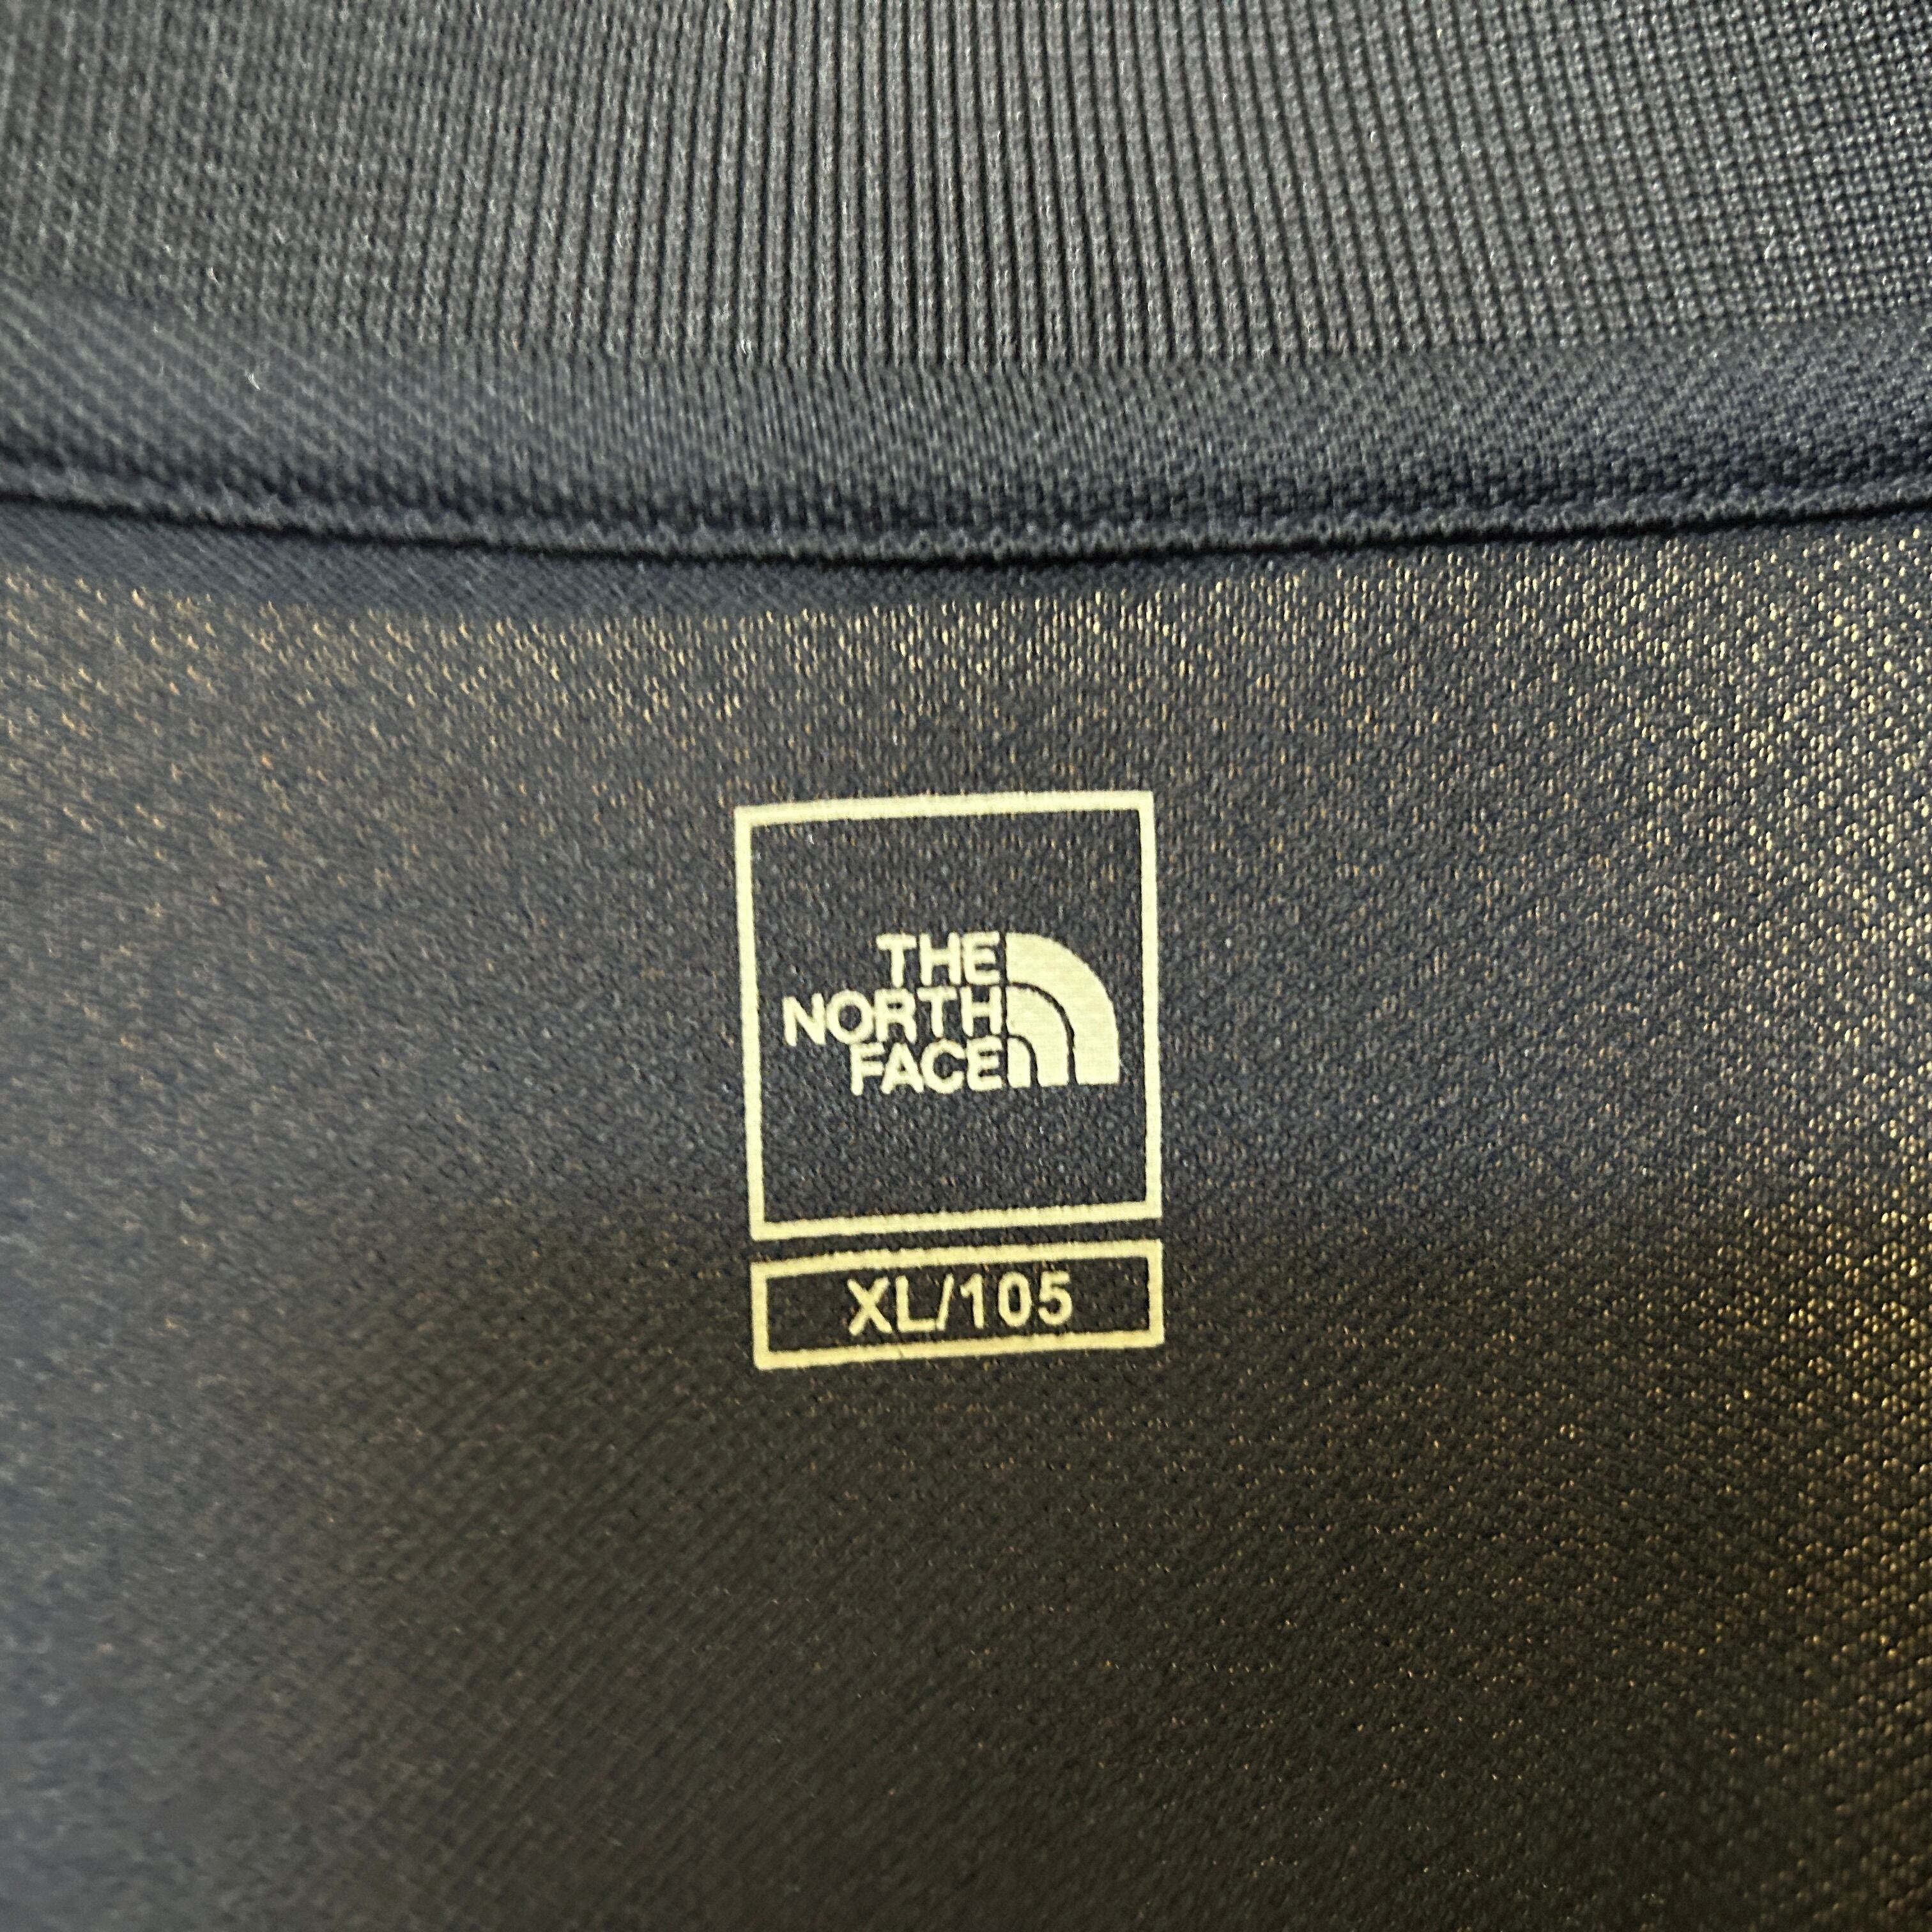 THE
NORTH
FACE
XL/105